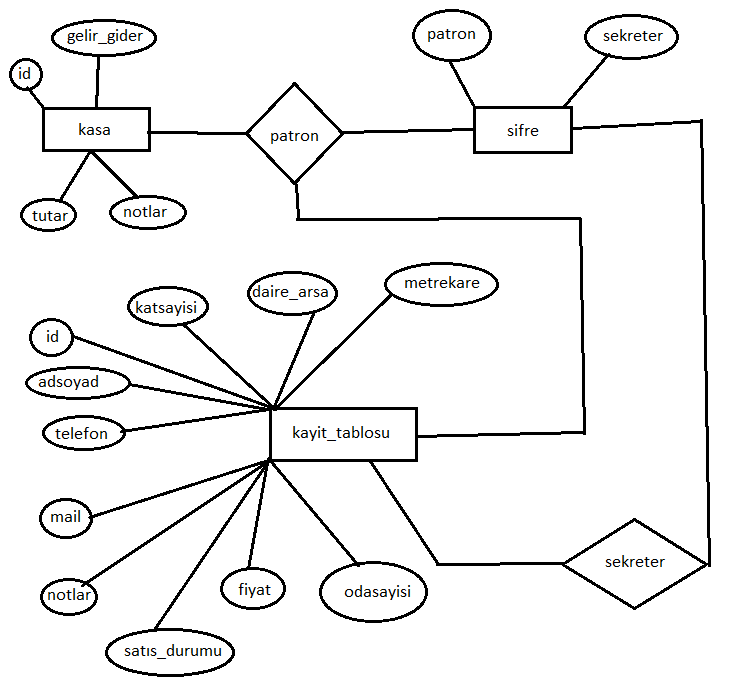 gelir_gider
patron
sekreter
id
kasa
patron
sifre
tutar
notlar
katsayisi
daire_arsa
metrekare
id
adsoyad
telefon
kayit_tablosu
mail
notlar
fiyat
odasayisi
sekreter
satıs_durumu